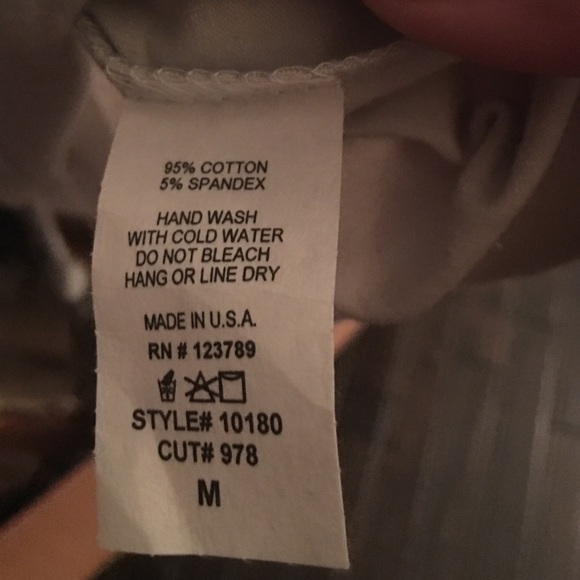 95% COTTON
5% SPANDEX
HAND WASH
WITH COLD WATER
DO NOT BLEACH
HANG OR LINE DRY
MADE IN U.S.A.
RN # 123789
STYLE# 10180
CUT# 978
M